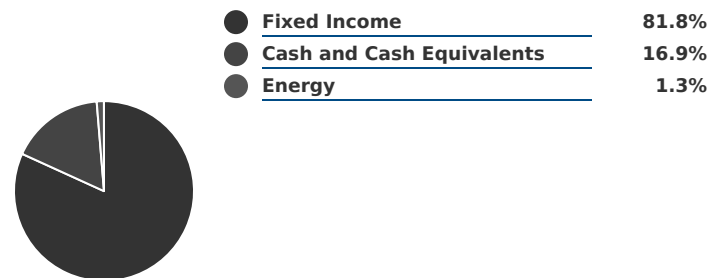 Fixed Income 81.8%
Cash and Cash Equivalents 16.9%
Energy 1.3%